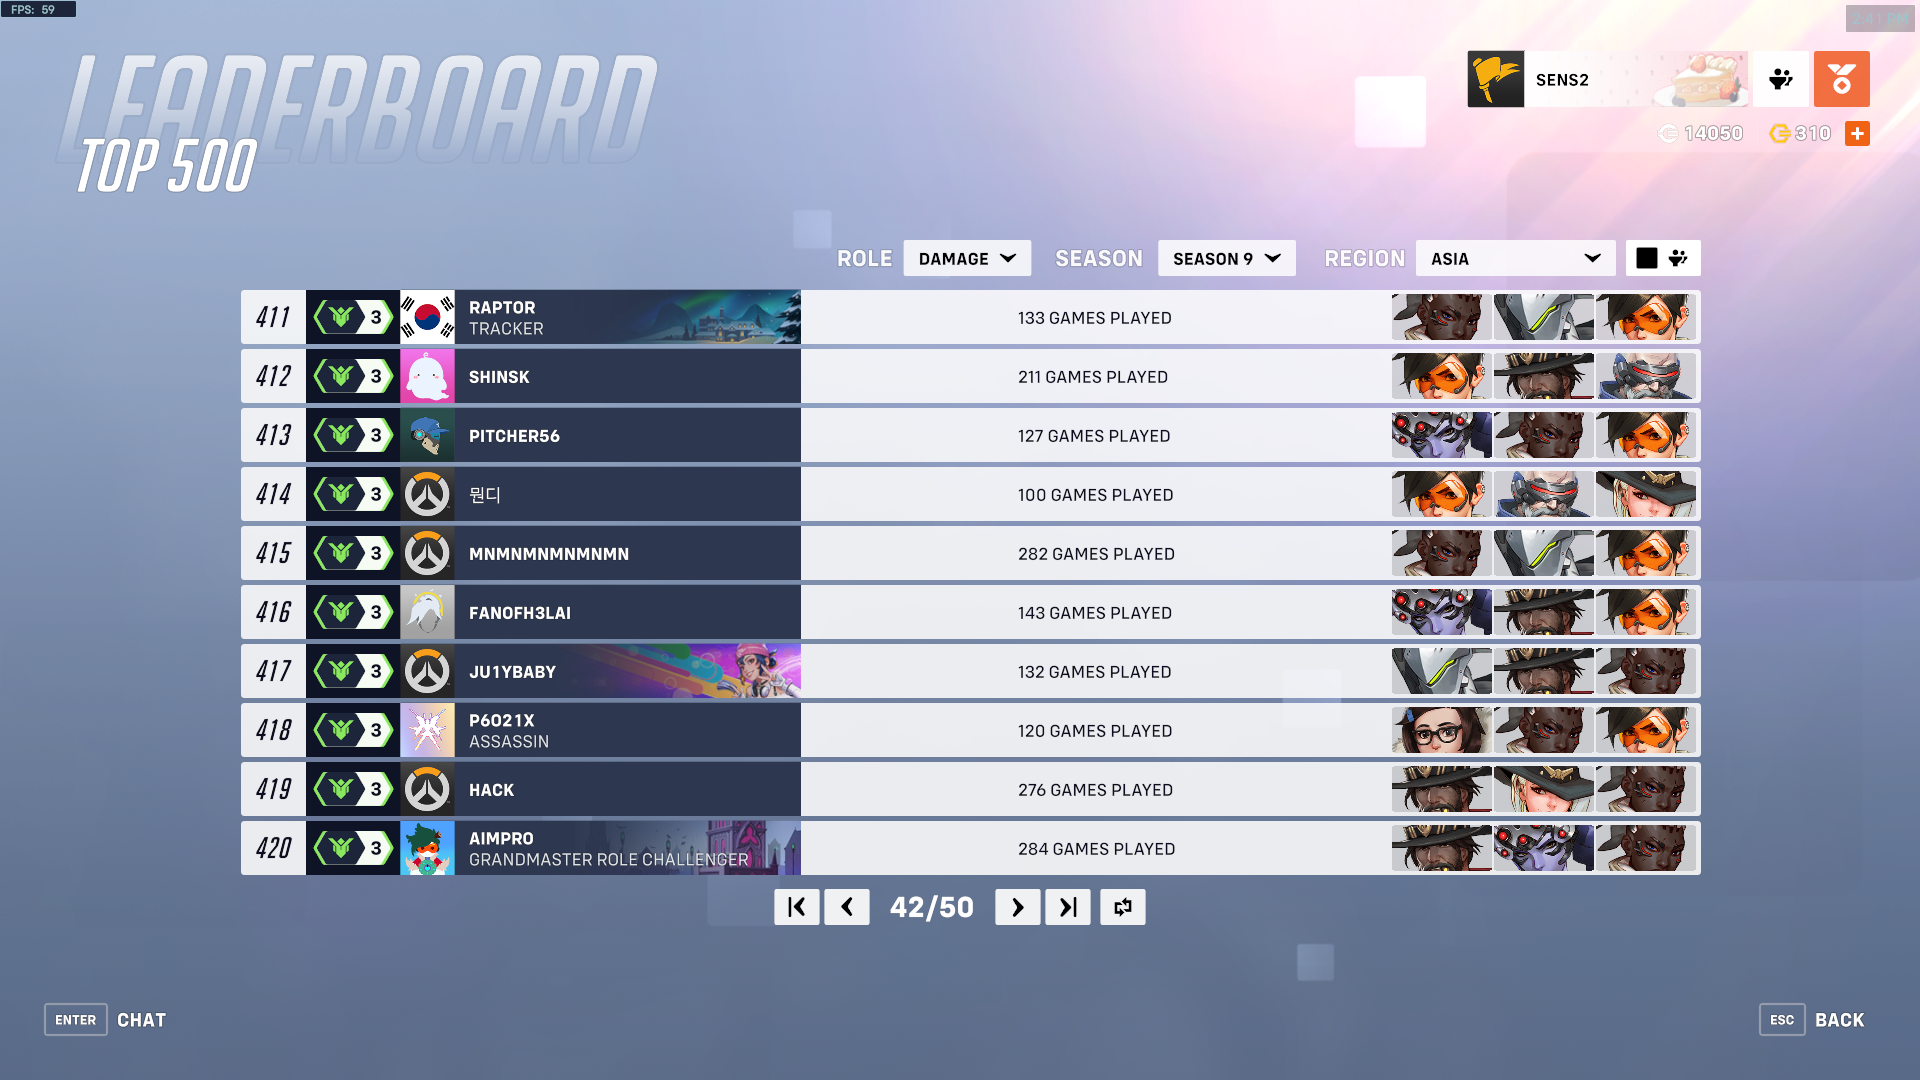 FPS: 59
2:41 PM
LEADERBOARD
TOP 500
SENS2
14050
310
ROLE
DAMAGE
SEASON
SEASON 9
REGION
ASIA
411 3 RAPTOR 133 GAMES PLAYED
TRACKER
412 3 SHINSK 211 GAMES PLAYED
413 3 PITCHER56 127 GAMES PLAYED
414 3 뭔디 100 GAMES PLAYED
415 3 MNMNMNMNMNMN 282 GAMES PLAYED
416 3 FANOFH3LAI 143 GAMES PLAYED
417 3 JU1YBABY 132 GAMES PLAYED
418 3 P6O21X 120 GAMES PLAYED
ASSASSIN
419 3 HACK 276 GAMES PLAYED
420 3 AIMPRO 284 GAMES PLAYED
GRANDMASTER ROLE CHALLENGER
42/50
ENTER CHAT
ESC BACK